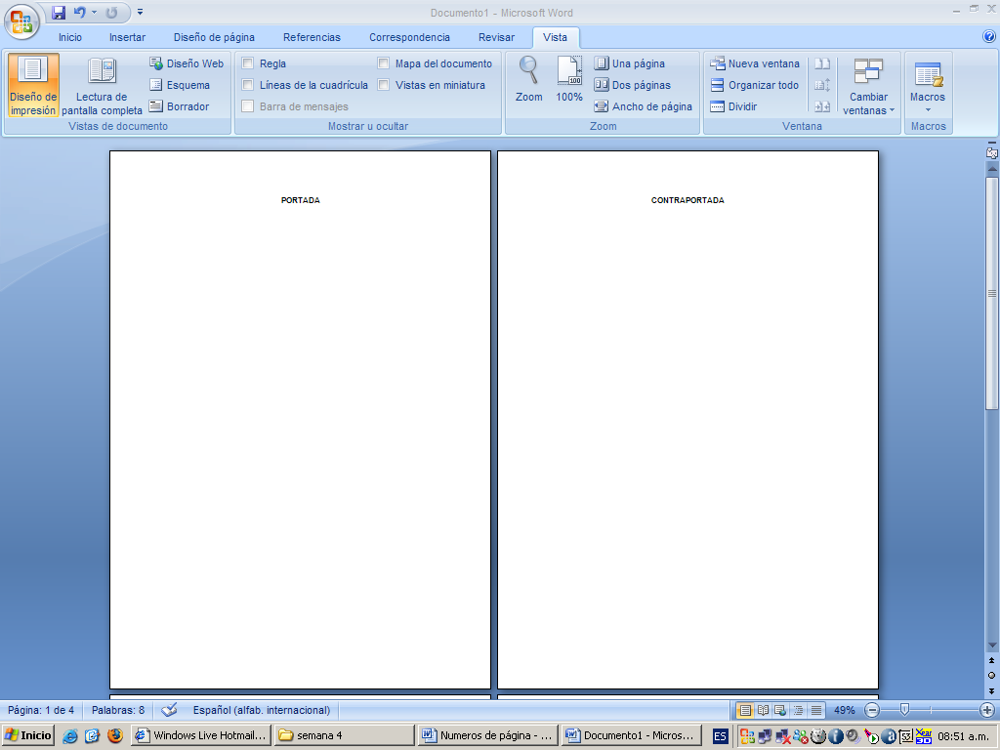 Documento1 - Microsoft Word
Inicio Insertar Diseño de página Referencias Correspondencia Revisar Vista
Diseño de impresión
Lectura de pantalla completa
Diseño Web
Esquema
Borrador
Vistas de documento
Regla
Líneas de la cuadrícula
Barra de mensajes
Mapa del documento
Vistas en miniatura
Mostrar u ocultar
Zoom
100%
Una página
Dos páginas
Ancho de página
Zoom
Nueva ventana
Organizar todo
Dividir
Cambiar ventanas
Ventana
Macros
Macros
PORTADA
CONTRAPORTADA
Página: 1 de 4 Palabras: 8 Español (alfab. internacional) 49%
Inicio Windows Live Hotmail... semana 4 Numeros de página - ... Documento1 - Micros... ES 08:51 a.m.